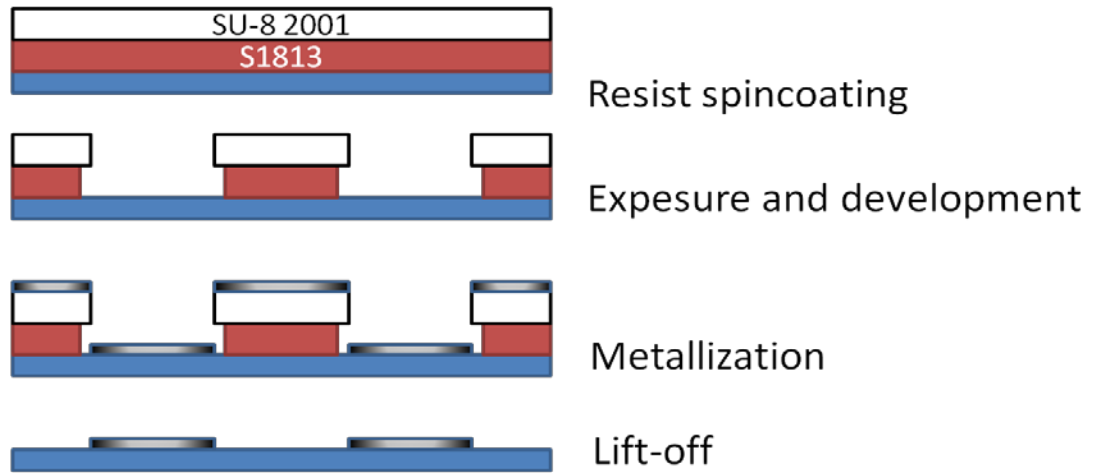 SU-8 2001
S1813
Resist spincoating
Expesure and development
Metallization
Lift-off